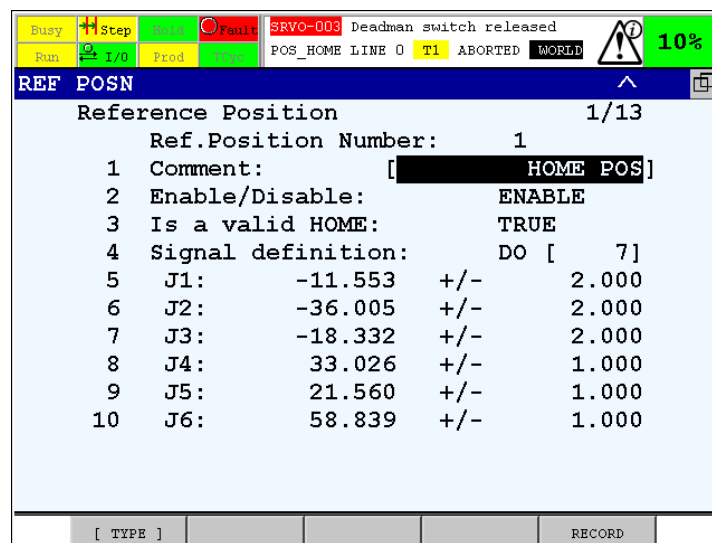 Busy Step Hold Fault SRVO-003 Deadman switch released
Run I/O Prod TCyc POS_HOME LINE 0 T1 ABORTED WORLD 10%
REF POSN
Reference Position 1/13
Ref.Position Number: 1
1 Comment: [ HOME POS]
2 Enable/Disable: ENABLE
3 Is a valid HOME: TRUE
4 Signal definition: DO [ 7]
5 J1: -11.553 +/- 2.000
6 J2: -36.005 +/- 2.000
7 J3: -18.332 +/- 2.000
8 J4: 33.026 +/- 1.000
9 J5: 21.560 +/- 1.000
10 J6: 58.839 +/- 1.000
[ TYPE ] RECORD